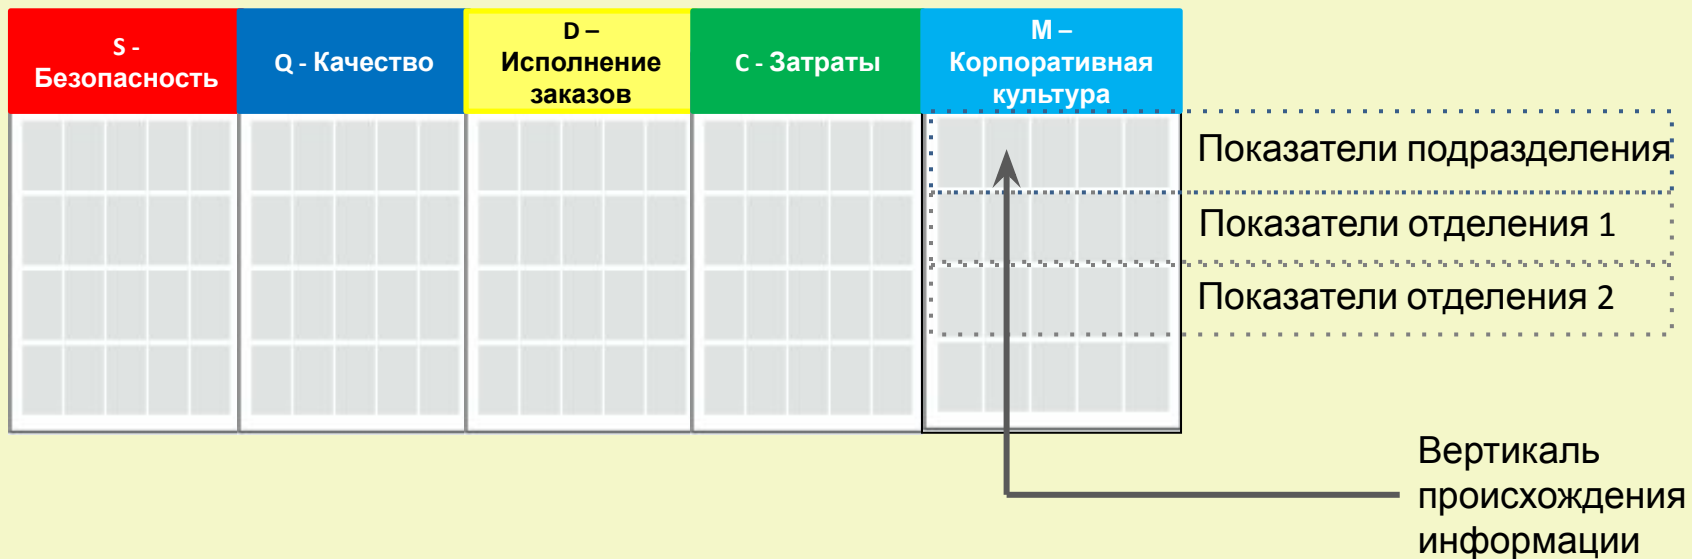 S -
Безопасность
Q - Качество
D –
Исполнение
заказов
C - Затраты
M –
Корпоративная
культура
Показатели подразделения
Показатели отделения 1
Показатели отделения 2
Вертикаль
происхождения
информации